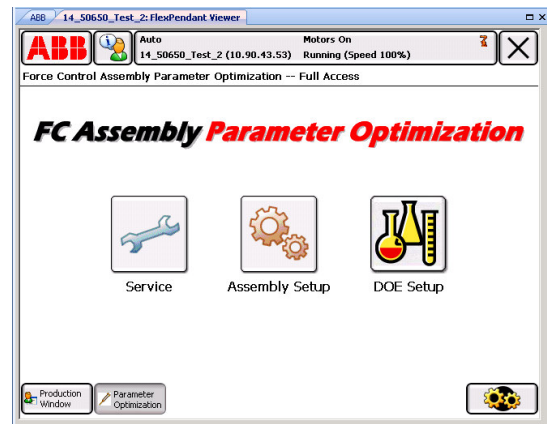 ABB 14_50650_Test_2: FlexPendant Viewer
ABB
Auto Motors On
14_50650_Test_2 (10.90.43.53) Running (Speed 100%)
Force Control Assembly Parameter Optimization -- Full Access
FC Assembly Parameter Optimization
Service Assembly Setup DOE Setup
Production Window
Parameter Optimization